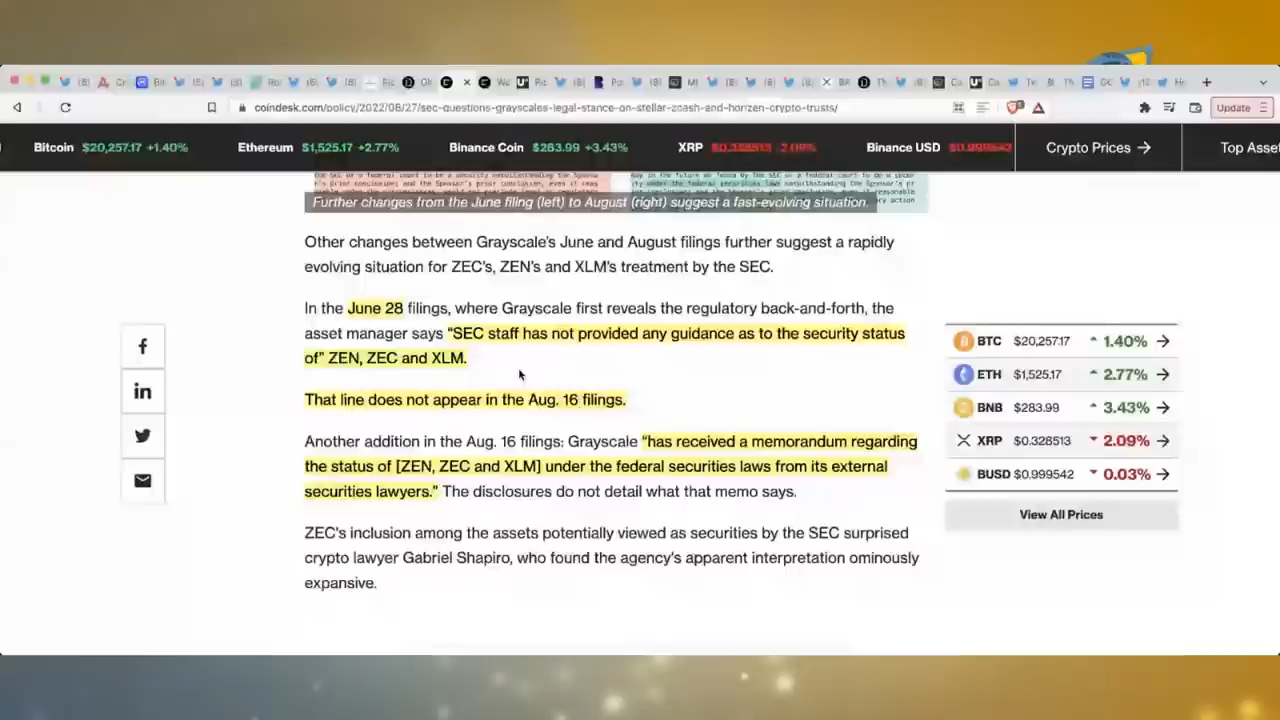 coindesk.com/policy/2022/08/27/sec-questions-grayscales-legal-stance-on-stellar-zcash-and-horizen-crypto-trusts/
Update
Bitcoin $20,257.17 +1.40% Ethereum $1,525.17 +2.77% Binance Coin $283.99 +3.43% XRP $0.328513 -2.09% Binance USD $0.999542 Crypto Prices Top Asset
Further changes from the June filing (left) to August (right) suggest a fast-evolving situation.
Other changes between Grayscale's June and August filings further suggest a rapidly
evolving situation for ZEC's, ZEN's and XLM's treatment by the SEC.
In the June 28 filings, where Grayscale first reveals the regulatory back-and-forth, the
asset manager says "SEC staff has not provided any guidance as to the security status
of" ZEN, ZEC and XLM.
That line does not appear in the Aug. 16 filings.
Another addition in the Aug. 16 filings: Grayscale "has received a memorandum regarding
the status of [ZEN, ZEC and XLM] under the federal securities laws from its external
securities lawyers." The disclosures do not detail what that memo says.
ZEC's inclusion among the assets potentially viewed as securities by the SEC surprised
crypto lawyer Gabriel Shapiro, who found the agency's apparent interpretation ominously
expansive.
BTC $20,257.17 1.40%
ETH $1,525.17 2.77%
BNB $283.99 3.43%
XRP $0.328513 2.09%
BUSD $0.999542 0.03%
View All Prices